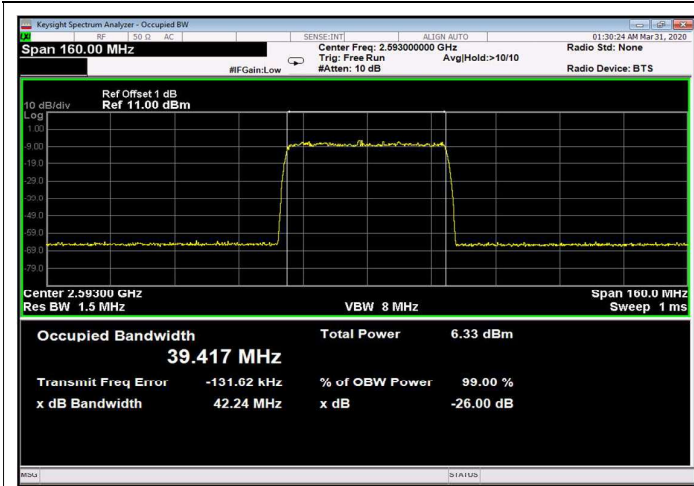 Keysight Spectrum Analyzer - Occupied BW
RF 50 Ω AC SENSE:INT ALIGN AUTO 01:30:24 AM Mar 31, 2020
Span 160.00 MHz Center Freq: 2.593000000 GHz Radio Std: None
Trig: Free Run Avg|Hold:>10/10
#IFGain:Low #Atten: 10 dB Radio Device: BTS
Ref Offset 1 dB
10 dB/div Ref 11.00 dBm
Log
1.00
-9.00
-19.0
-29.0
-39.0
-49.0
-59.0
-69.0
-79.0
Center 2.59300 GHz Span 160.0 MHz
Res BW 1.5 MHz VBW 8 MHz Sweep 1 ms
Occupied Bandwidth Total Power 6.33 dBm
39.417 MHz
Transmit Freq Error -131.62 kHz % of OBW Power 99.00 %
x dB Bandwidth 42.24 MHz x dB -26.00 dB
MSG STATUS